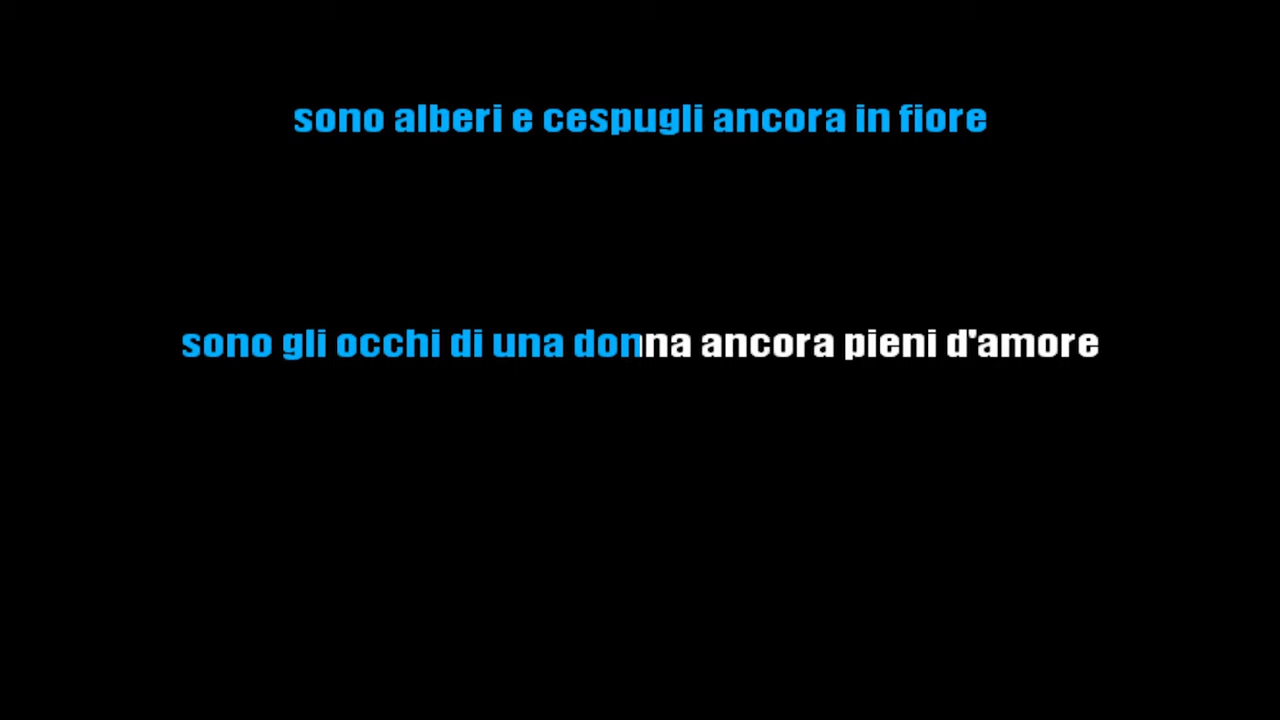 sono alberi e cespugli ancora in fiore
sono gli occhi di una donna ancora pieni d'amore